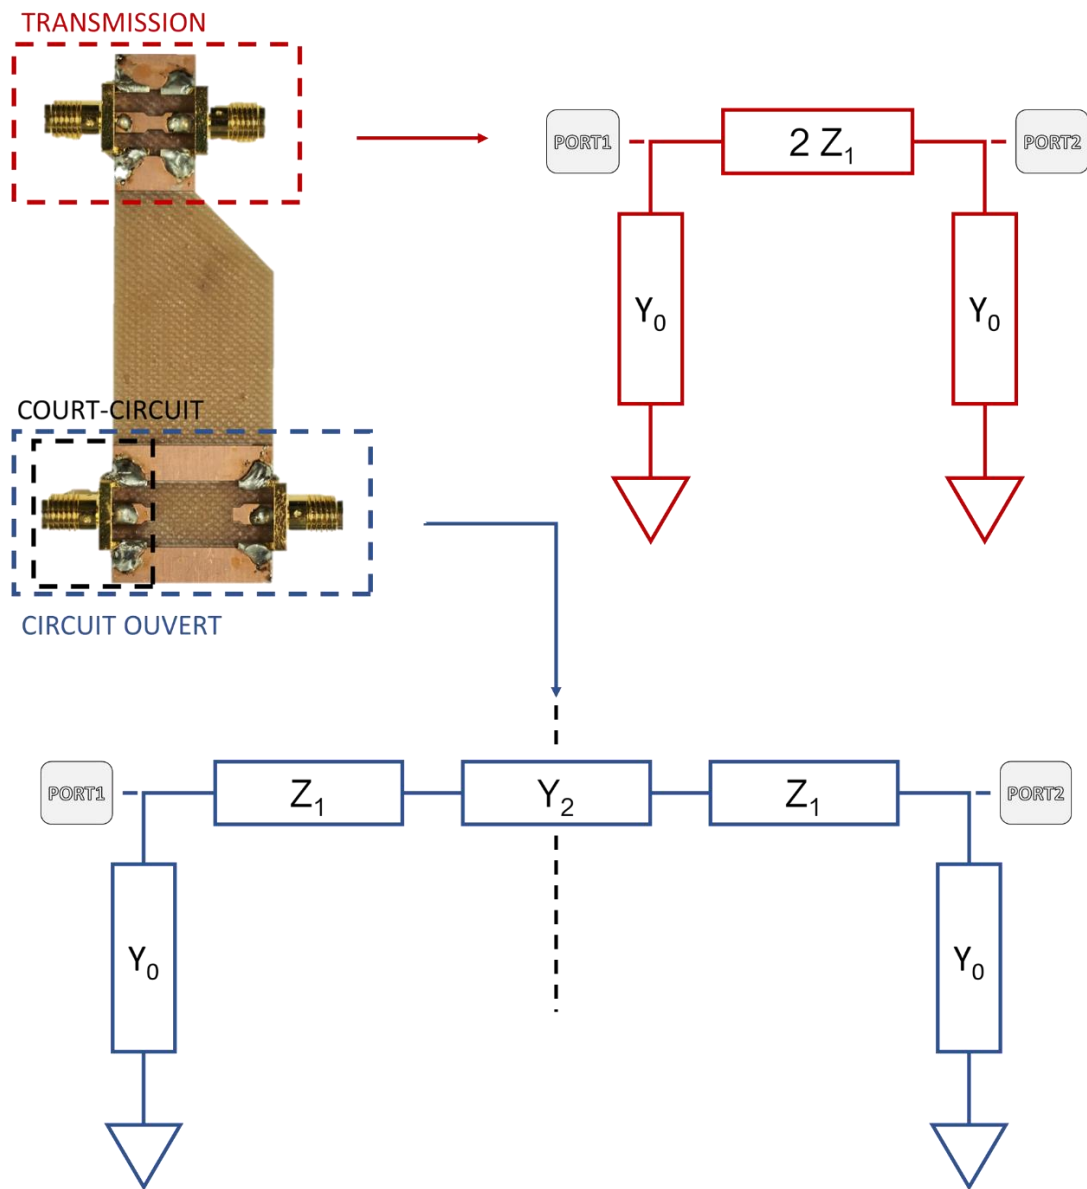 TRANSMISSION
PORT1
2 Z₁
PORT2
Y₀
Y₀
COURT-CIRCUIT
CIRCUIT OUVERT
PORT1
Z₁
Y₂
Z₁
PORT2
Y₀
Y₀